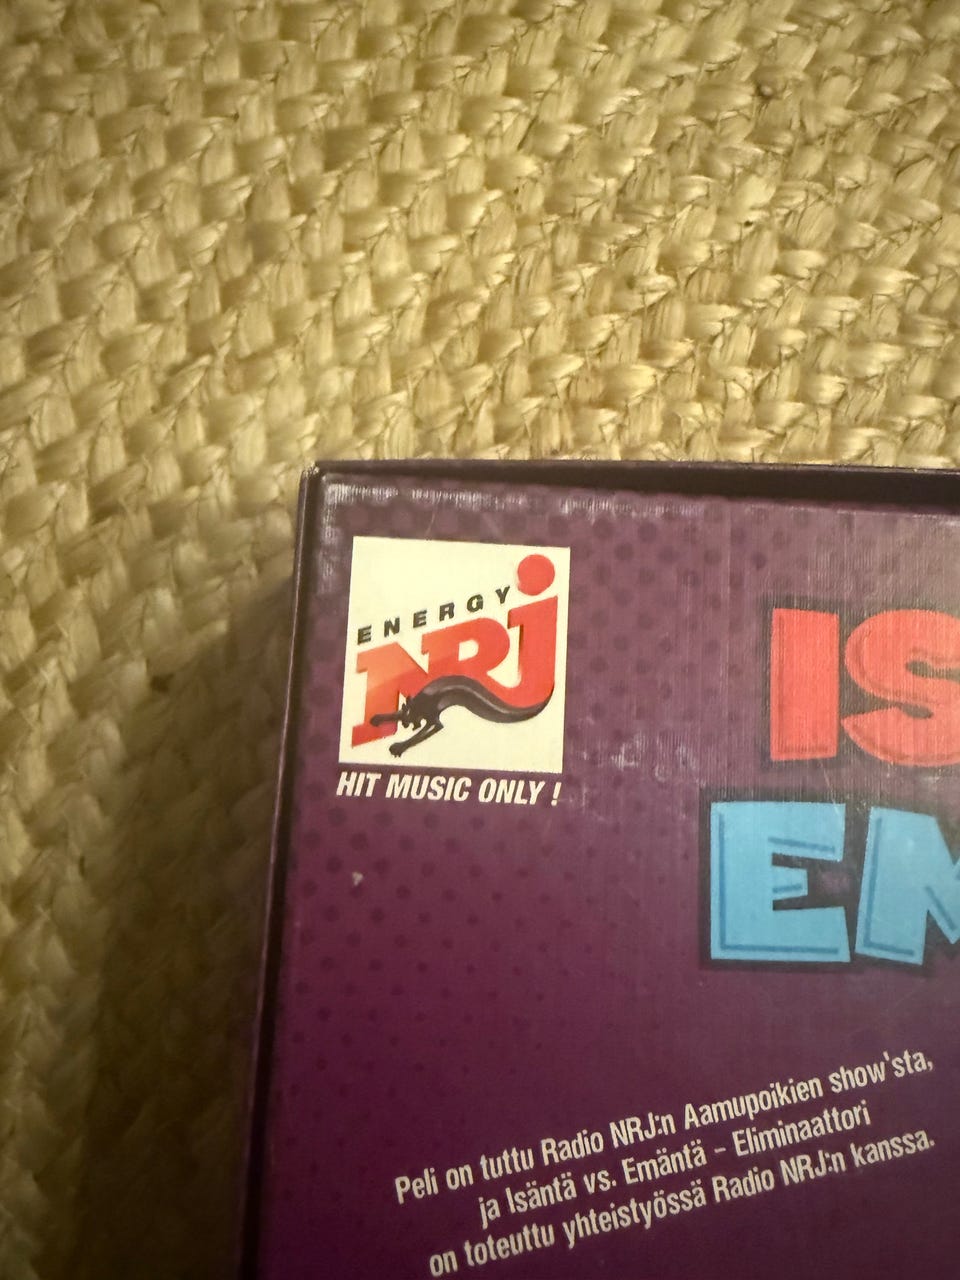 ENERGY
NRJ
HIT MUSIC ONLY !
IS
EM
Peli on tuttu Radio NRJ:n Aamupoikien show'sta,
ja Isäntä vs. Emäntä - Eliminaattori
on toteuttu yhteistyössä Radio NRJ:n kanssa.